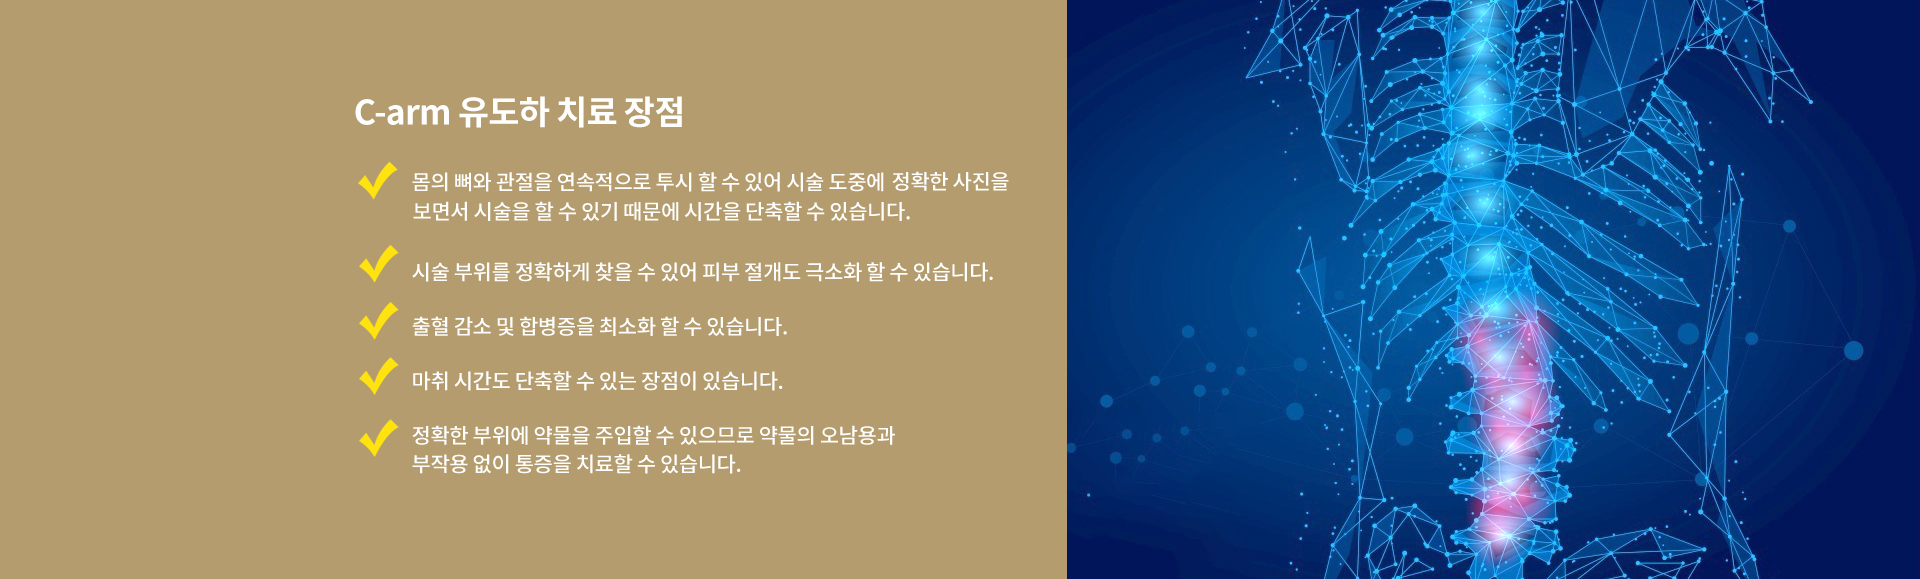 C-arm 유도하 치료 장점
몸의 뼈와 관절을 연속적으로 투시 할 수 있어 시술 도중에 정확한 사진을
보면서 시술을 할 수 있기 때문에 시간을 단축할 수 있습니다.
시술 부위를 정확하게 찾을 수 있어 피부 절개도 극소화 할 수 있습니다.
출혈 감소 및 합병증을 최소화 할 수 있습니다.
마취 시간도 단축할 수 있는 장점이 있습니다.
정확한 부위에 약물을 주입할 수 있으므로 약물의 오남용과
부작용 없이 통증을 치료할 수 있습니다.